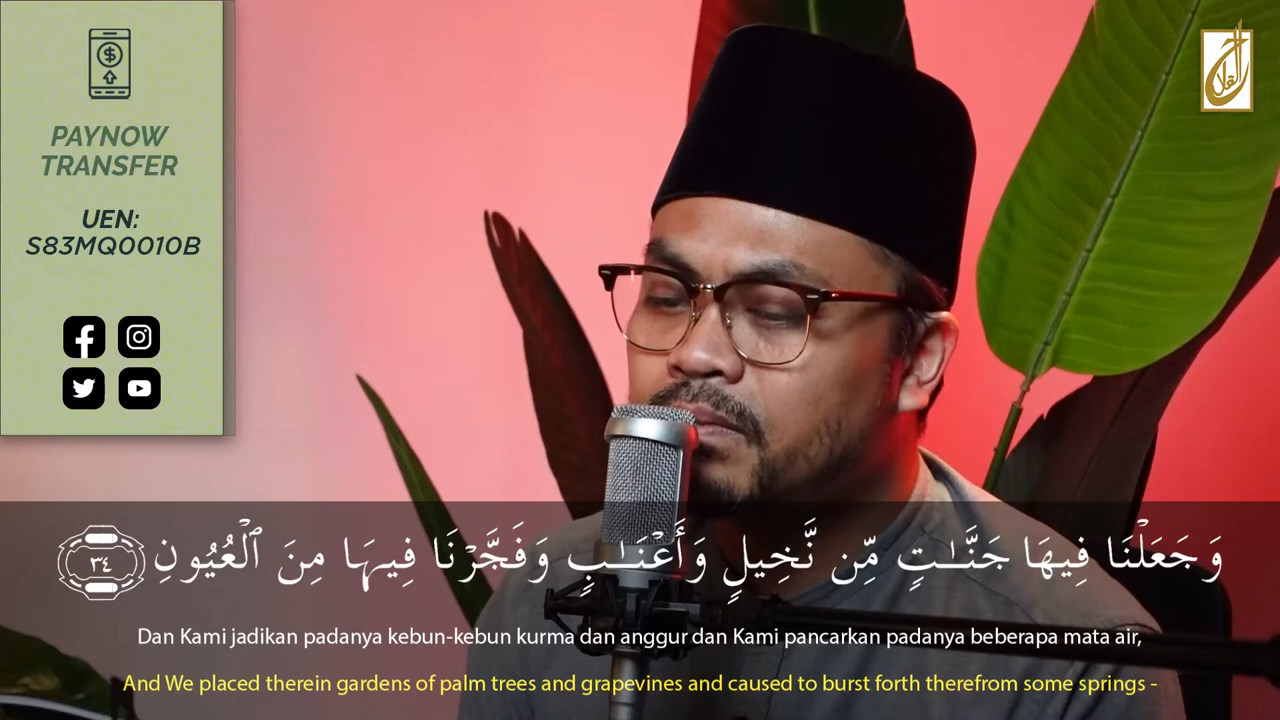 PAYNOW
TRANSFER
UEN:
S83MQ0010B
وَجَعَلْنَا فِيهَا جَنَّـٰتٍ مِّن نَّخِيلٍ وَأَعْنَـٰبٍ وَفَجَّرْنَا فِيهَا مِنَ ٱلْعُيُونِ ٣٤
Dan Kami jadikan padanya kebun-kebun kurma dan anggur dan Kami pancarkan padanya beberapa mata air,
And We placed therein gardens of palm trees and grapevines and caused to burst forth therefrom some springs -